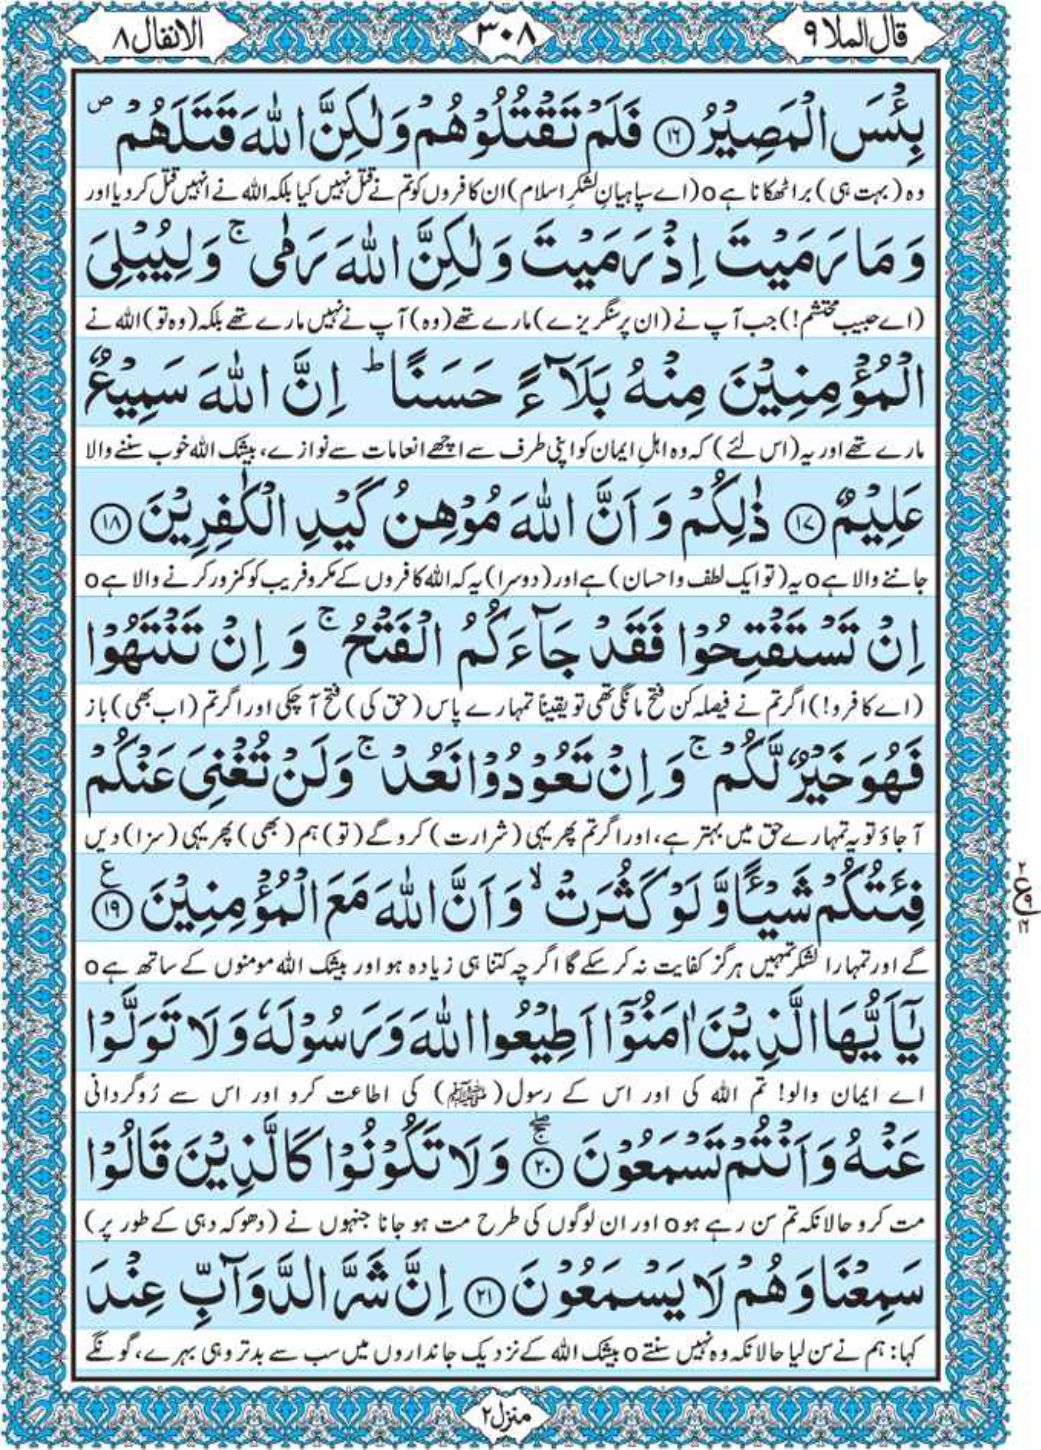 قال الملا ٩
٣٠٨
الانفال ٨
بِئْسَ الْمَصِيْرُ ﴿۱۶﴾ فَلَمْ تَقْتُلُوْهُمْ وَلٰكِنَّ اللّٰهَ قَتَلَهُمْ ۪
وہ (بہت ہی) برا ٹھکانا ہے o (اے سپاہیانِ لشکرِ اسلام) ان کافروں کو تم نے قتل نہیں کیا بلکہ اللہ نے انہیں قتل کر دیا اور
وَمَا رَمَيْتَ اِذْ رَمَيْتَ وَلٰكِنَّ اللّٰهَ رَمٰى ۚ وَلِيُبْلِيَ
(اے حبیبِ محتشم!) جب آپ نے (ان پر سنگریزے) مارے تھے (وہ) آپ نے نہیں مارے تھے بلکہ (وہ تو) اللہ نے
الْمُؤْمِنِيْنَ مِنْهُ بَلَآءً حَسَنًا ؕ اِنَّ اللّٰهَ سَمِيْعٌ
مارے تھے اور یہ (اس لئے) کہ وہ اہلِ ایمان کو اپنی طرف سے اچھے انعامات سے نوازے، بیشک اللہ خوب سننے والا
عَلِيْمٌ ﴿۱۷﴾ ذٰلِكُمْ وَ اَنَّ اللّٰهَ مُوْهِنُ كَيْدِ الْكٰفِرِيْنَ ﴿۱۸﴾
جاننے والا ہے o یہ (تو ایک لطف و احسان) ہے اور (دوسرا) یہ کہ اللہ کافروں کے مکر و فریب کو کمزور کرنے والا ہے o
اِنْ تَسْتَفْتِحُوْا فَقَدْ جَآءَكُمُ الْفَتْحُ ۚ وَ اِنْ تَنْتَهُوْا
(اے کافرو!) اگر تم نے فیصلہ کن فتح مانگی تھی تو یقیناً تمہارے پاس (حق کی) فتح آچکی اور اگر تم (اب بھی) باز
فَهُوَ خَيْرٌ لَّكُمْ ۚ وَ اِنْ تَعُوْدُوْا نَعُدْ ۚ وَلَنْ تُغْنِيَ عَنْكُمْ
آجاؤ تو یہ تمہارے حق میں بہتر ہے، اور اگر تم پھر یہی (شرارت) کرو گے (تو) ہم (بھی) پھر یہی (سزا) دیں
فِئَتُكُمْ شَيْـًٔا وَّ لَوْ كَثُرَتْ ۙ وَ اَنَّ اللّٰهَ مَعَ الْمُؤْمِنِيْنَ ﴿۱۹﴾ ع
گے اور تمہارا لشکر تمہیں ہرگز کفایت نہ کرسکے گا اگرچہ کتنا ہی زیادہ ہو اور بیشک اللہ مومنوں کے ساتھ ہے o
۲
ع ۹
۱۶
يٰۤاَيُّهَا الَّذِيْنَ اٰمَنُوْۤا اَطِيْعُوا اللّٰهَ وَ رَسُوْلَهٗ وَ لَا تَوَلَّوْا
اے ایمان والو! تم اللہ کی اور اس کے رسول (ﷺ) کی اطاعت کرو اور اس سے رُوگردانی
عَنْهُ وَ اَنْتُمْ تَسْمَعُوْنَ ﴿۲۰﴾ وَ لَا تَكُوْنُوْا كَالَّذِيْنَ قَالُوْا
مت کرو حالانکہ تم سن رہے ہو o اور ان لوگوں کی طرح مت ہو جانا جنہوں نے (دھوکہ دہی کے طور پر)
سَمِعْنَا وَ هُمْ لَا يَسْمَعُوْنَ ﴿۲۱﴾ اِنَّ شَرَّ الدَّوَآبِّ عِنْدَ
کہا: ہم نے سن لیا حالانکہ وہ نہیں سنتے o بیشک اللہ کے نزدیک جانداروں میں سب سے بدتر وہی بہرے، گونگے
منزل ٢